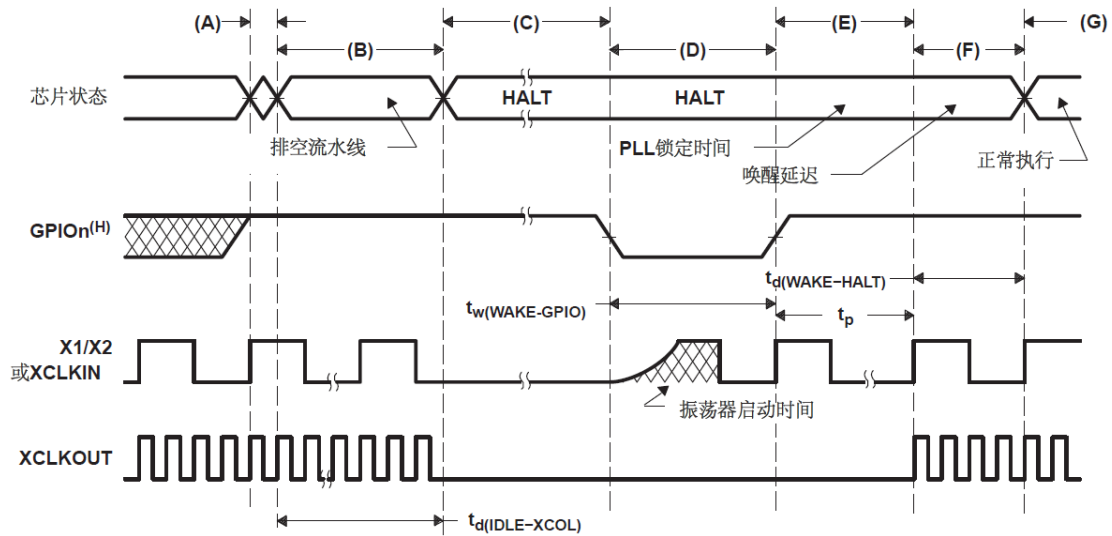 (A)
(B)
(C)
(D)
(E)
(F)
(G)
芯片状态
HALT
HALT
排空流水线
PLL锁定时间
唤醒延迟
正常执行
GPIOn(H)
td(WAKE−HALT)
tw(WAKE-GPIO)
tp
X1/X2
或XCLKIN
振荡器启动时间
XCLKOUT
td(IDLE−XCOL)